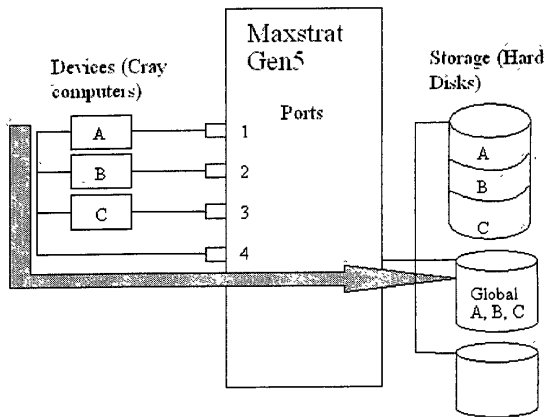 Maxstrat
Gen5
Devices (Cray
computers)
Storage (Hard
Disks)
Ports
A
1
B
2
C
3
4
A
B
C
Global
A, B, C